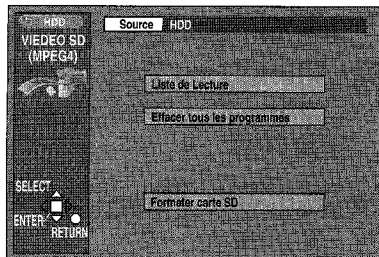 HDD
VIEDEO SD
(MPEG4)
Source HDD
Liste de Lecture
Effacer tous les programmes
Formater carte SD
SELECT
ENTER
RETURN